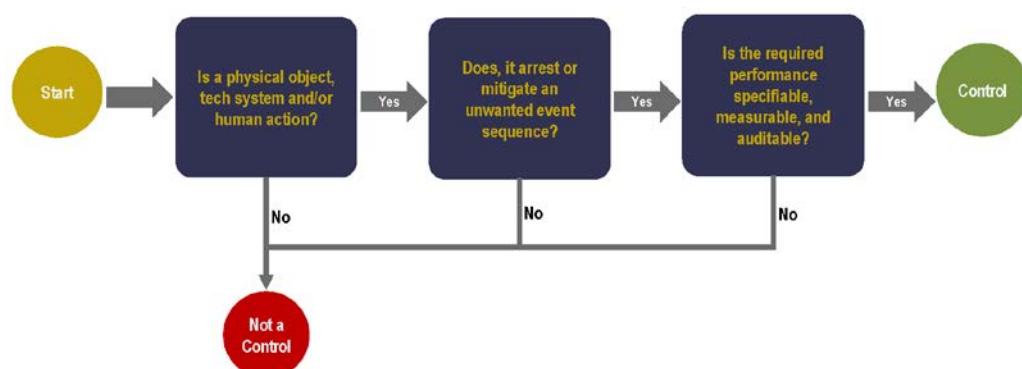 Start
Is a physical object,
tech system and/or
human action?
Yes
Does, it arrest or
mitigate an
unwanted event
sequence?
Yes
Is the required
performance
specifiable,
measurable, and
auditable?
Yes
Control
No
No
No
Not a
Control